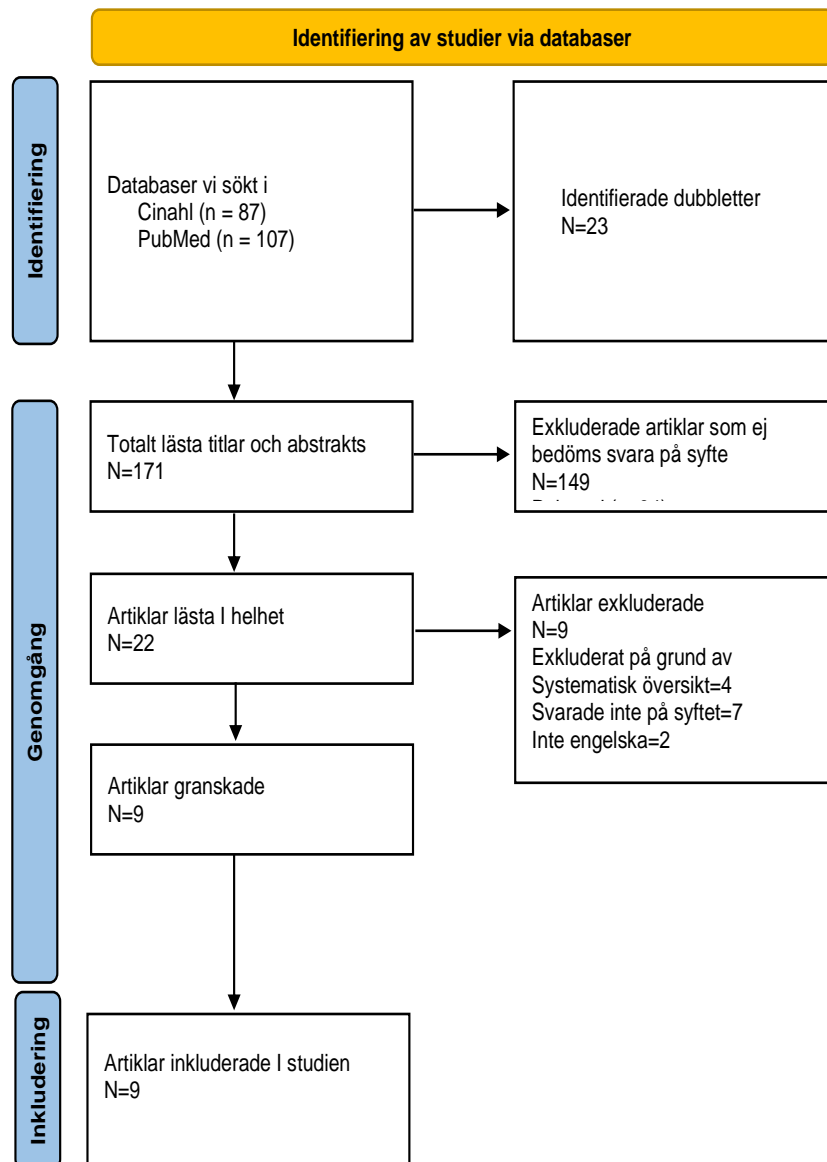 Identifiering av studier via databaser
Identifiering
Databaser vi sökt i
Cinahl (n = 87)
PubMed (n = 107)
Identifierade dubbletter
N=23
Genomgång
Totalt lästa titlar och abstrakts
N=171
Exkluderade artiklar som ej
bedöms svara på syfte
N=149
Artiklar lästa I helhet
N=22
Artiklar exkluderade
N=9
Exkluderat på grund av
Systematisk översikt=4
Svarade inte på syftet=7
Inte engelska=2
Artiklar granskade
N=9
Inkludering
Artiklar inkluderade I studien
N=9